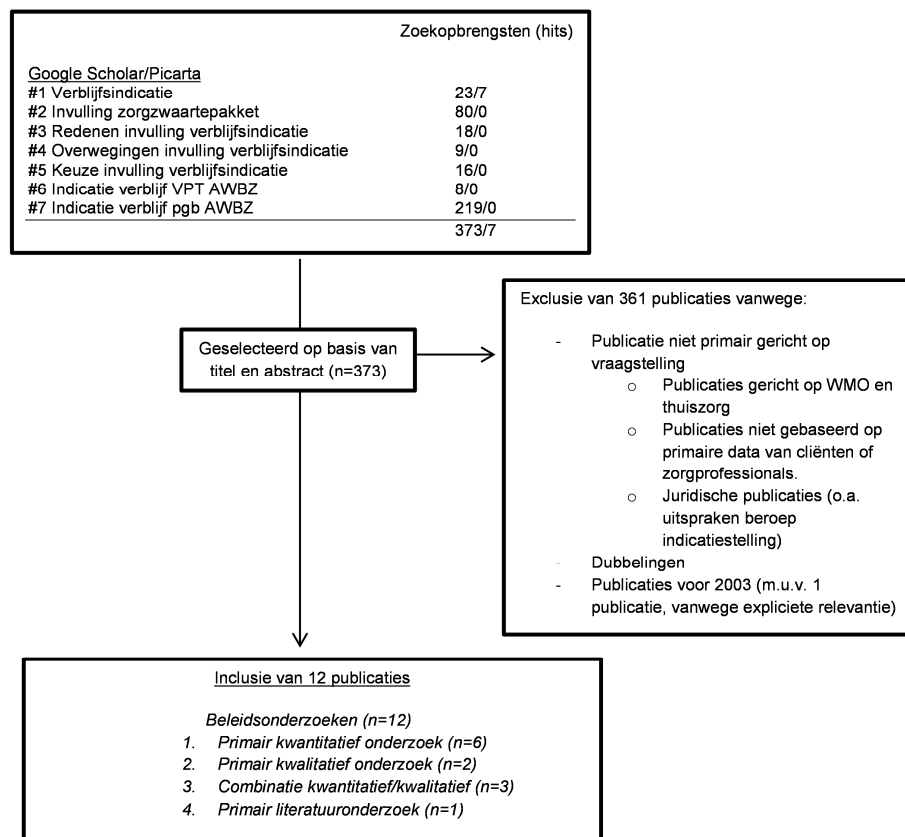 Zoekopbrengsten (hits)
Google Scholar/Picarta
#1 Verblijfsindicatie 23/7
#2 Invulling zorgzwaartepakket 80/0
#3 Redenen invulling verblijfsindicatie 18/0
#4 Overwegingen invulling verblijfsindicatie 9/0
#5 Keuze invulling verblijfsindicatie 16/0
#6 Indicatie verblijf VPT AWBZ 8/0
#7 Indicatie verblijf pgb AWBZ 219/0
373/7
Geselecteerd op basis van
titel en abstract (n=373)
Exclusie van 361 publicaties vanwege:
- Publicatie niet primair gericht op
vraagstelling
o Publicaties gericht op WMO en
thuiszorg
o Publicaties niet gebaseerd op
primaire data van cliënten of
zorgprofessionals.
o Juridische publicaties (o.a.
uitspraken beroep
indicatiestelling)
- Dubbelingen
- Publicaties voor 2003 (m.u.v. 1
publicatie, vanwege expliciete relevantie)
Inclusie van 12 publicaties
Beleidsonderzoeken (n=12)
1. Primair kwantitatief onderzoek (n=6)
2. Primair kwalitatief onderzoek (n=2)
3. Combinatie kwantitatief/kwalitatief (n=3)
4. Primair literatuuronderzoek (n=1)